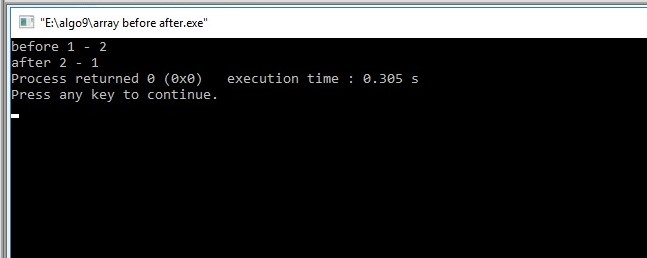 "E:\algo9\array before after.exe"
before 1 - 2
after 2 - 1
Process returned 0 (0x0)   execution time : 0.305 s
Press any key to continue.